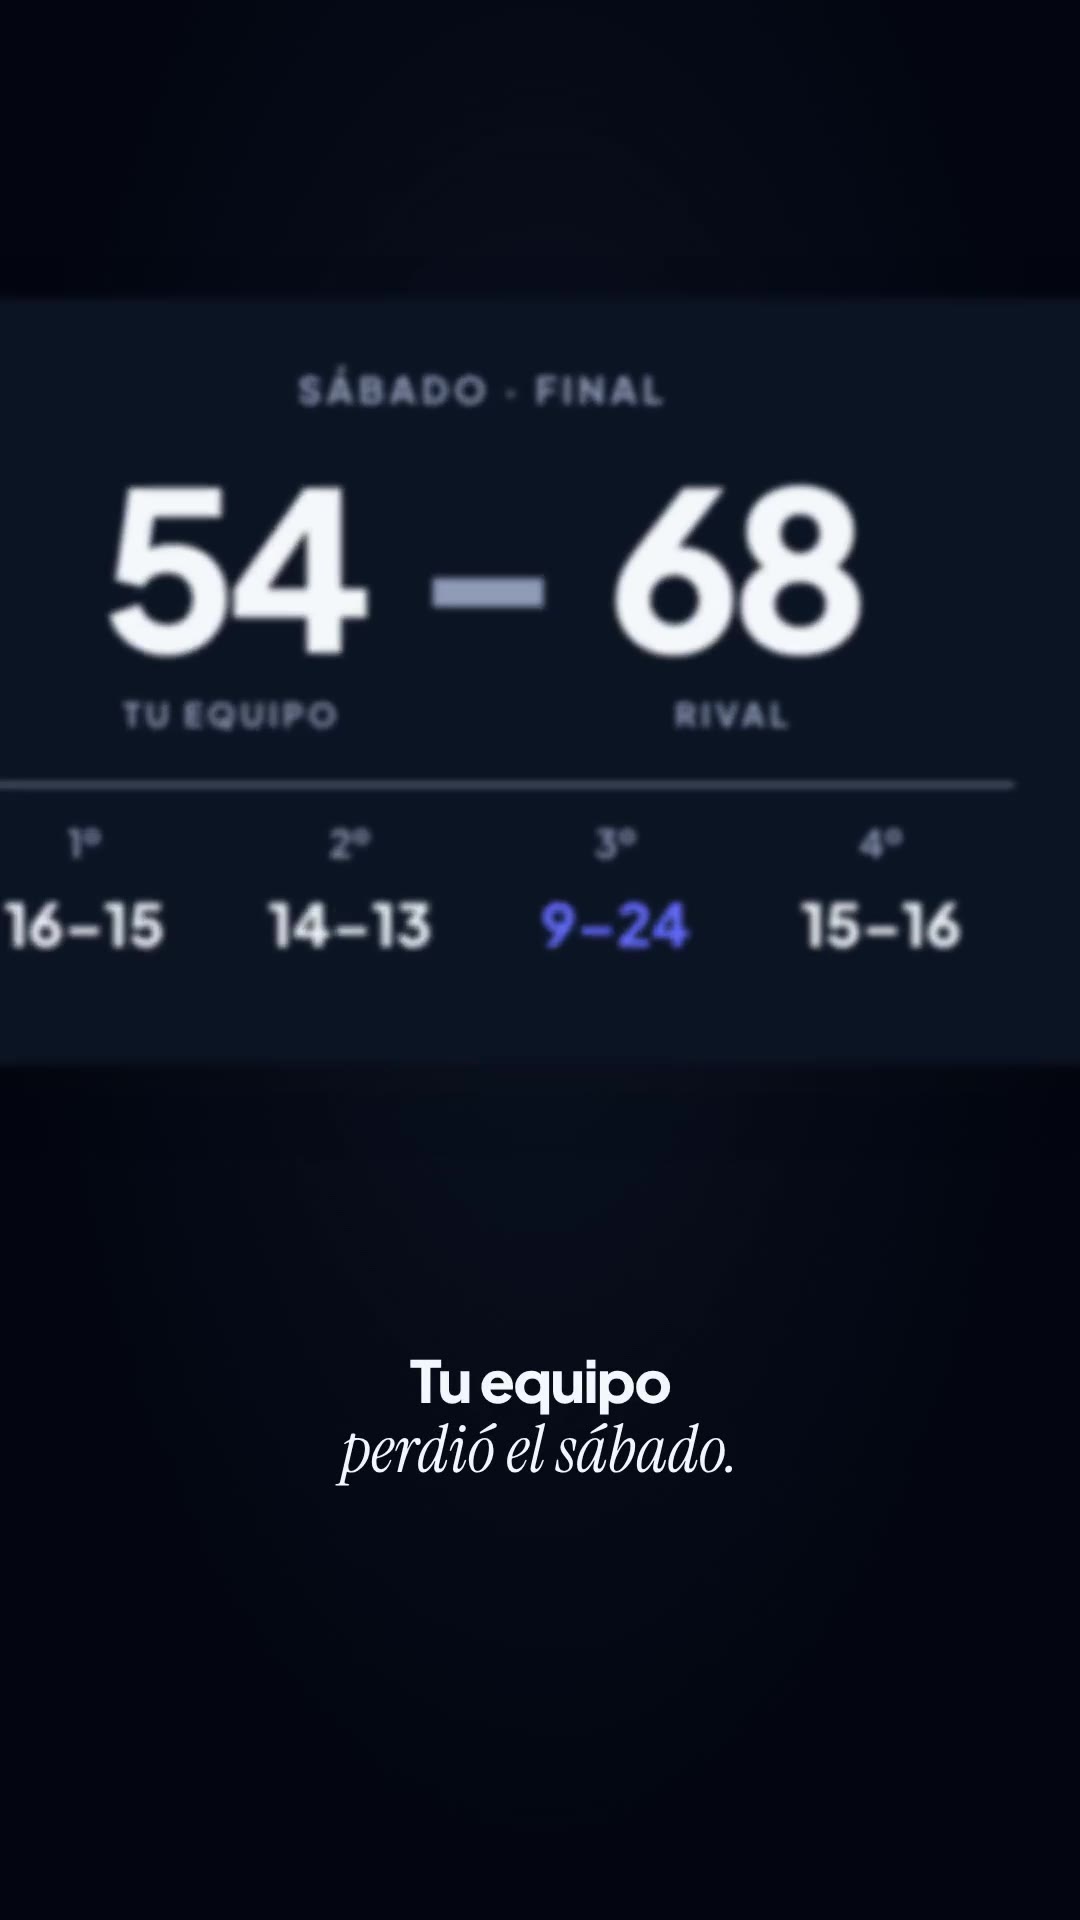 SÁBADO · FINAL
54 – 68
TU EQUIPO RIVAL
1º 2º 3º 4º
16–15 14–13 9–24 15–16
Tu equipo
perdió el sábado.